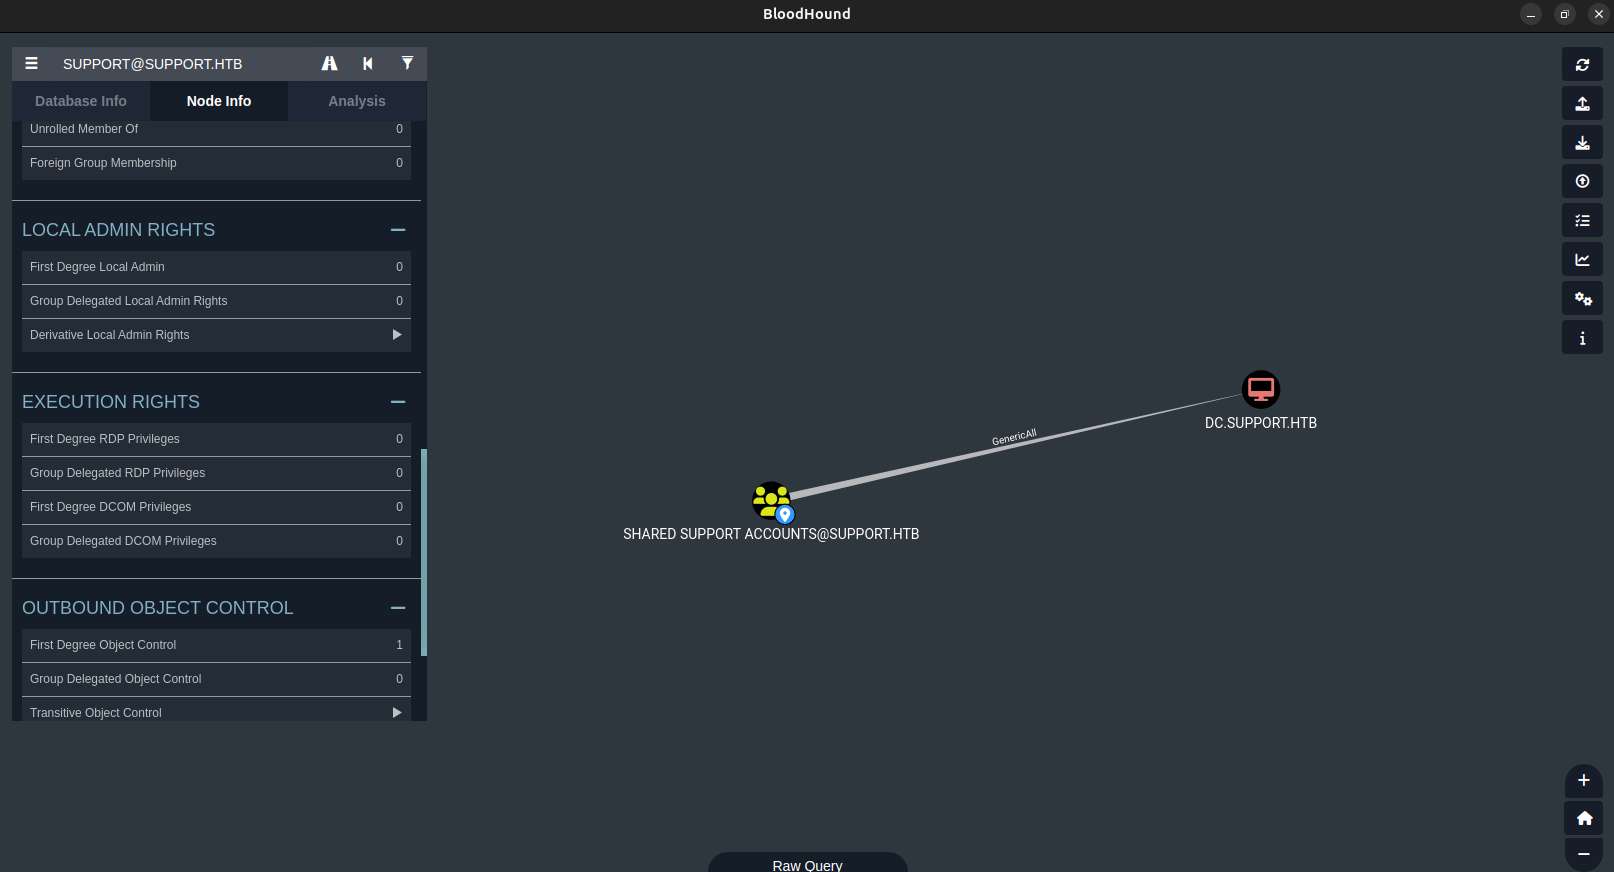 BloodHound
SUPPORT@SUPPORT.HTB
Database Info
Node Info
Analysis
Unrolled Member Of 0
Foreign Group Membership 0
LOCAL ADMIN RIGHTS
First Degree Local Admin 0
Group Delegated Local Admin Rights 0
Derivative Local Admin Rights
EXECUTION RIGHTS
First Degree RDP Privileges 0
Group Delegated RDP Privileges 0
First Degree DCOM Privileges 0
Group Delegated DCOM Privileges 0
OUTBOUND OBJECT CONTROL
First Degree Object Control 1
Group Delegated Object Control 0
Transitive Object Control
DC.SUPPORT.HTB
GenericAll
SHARED SUPPORT ACCOUNTS@SUPPORT.HTB
Raw Query